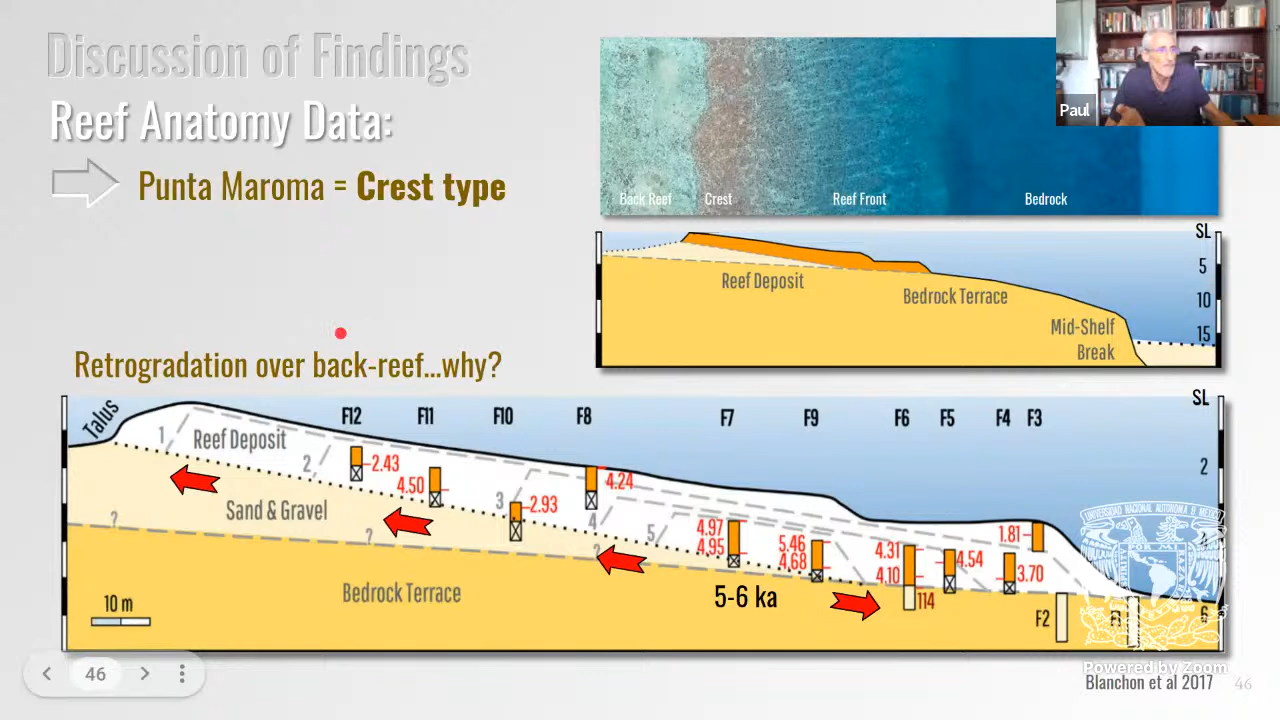 Discussion of Findings
Reef Anatomy Data:
Punta Maroma = Crest type
Paul
Back Reef Crest Reef Front Bedrock
SL
5
10
15
Reef Deposit
Bedrock Terrace
Mid-Shelf
Break
Retrogradation over back-reef...why?
Talus
F12 F11 F10 F8 F7 F9 F6 F5 F4 F3
SL
2
6
1
2
3
4
5
Reef Deposit
2.43
4.50
2.93
4.24
4.97
4.95
5.46
4.68
4.31
4.10
4.54
1.81
3.70
114
Sand & Gravel
?
?
?
Bedrock Terrace
5-6 ka
10 m
F2
F1
UNIVERSIDAD NACIONAL AUTONOMA DE MEXICO
Powered by Zoom
Blanchon et al 2017
46
46